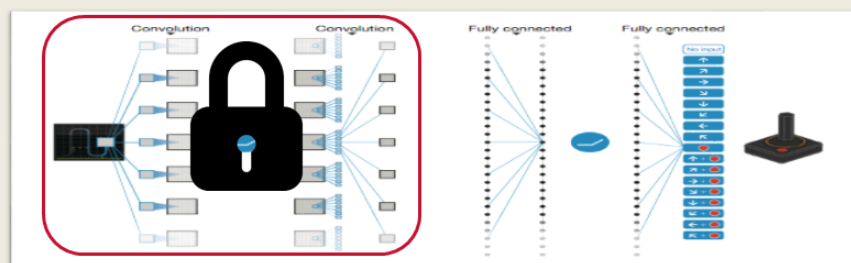 Convolution
Convolution
Fully connected
Fully connected
No input